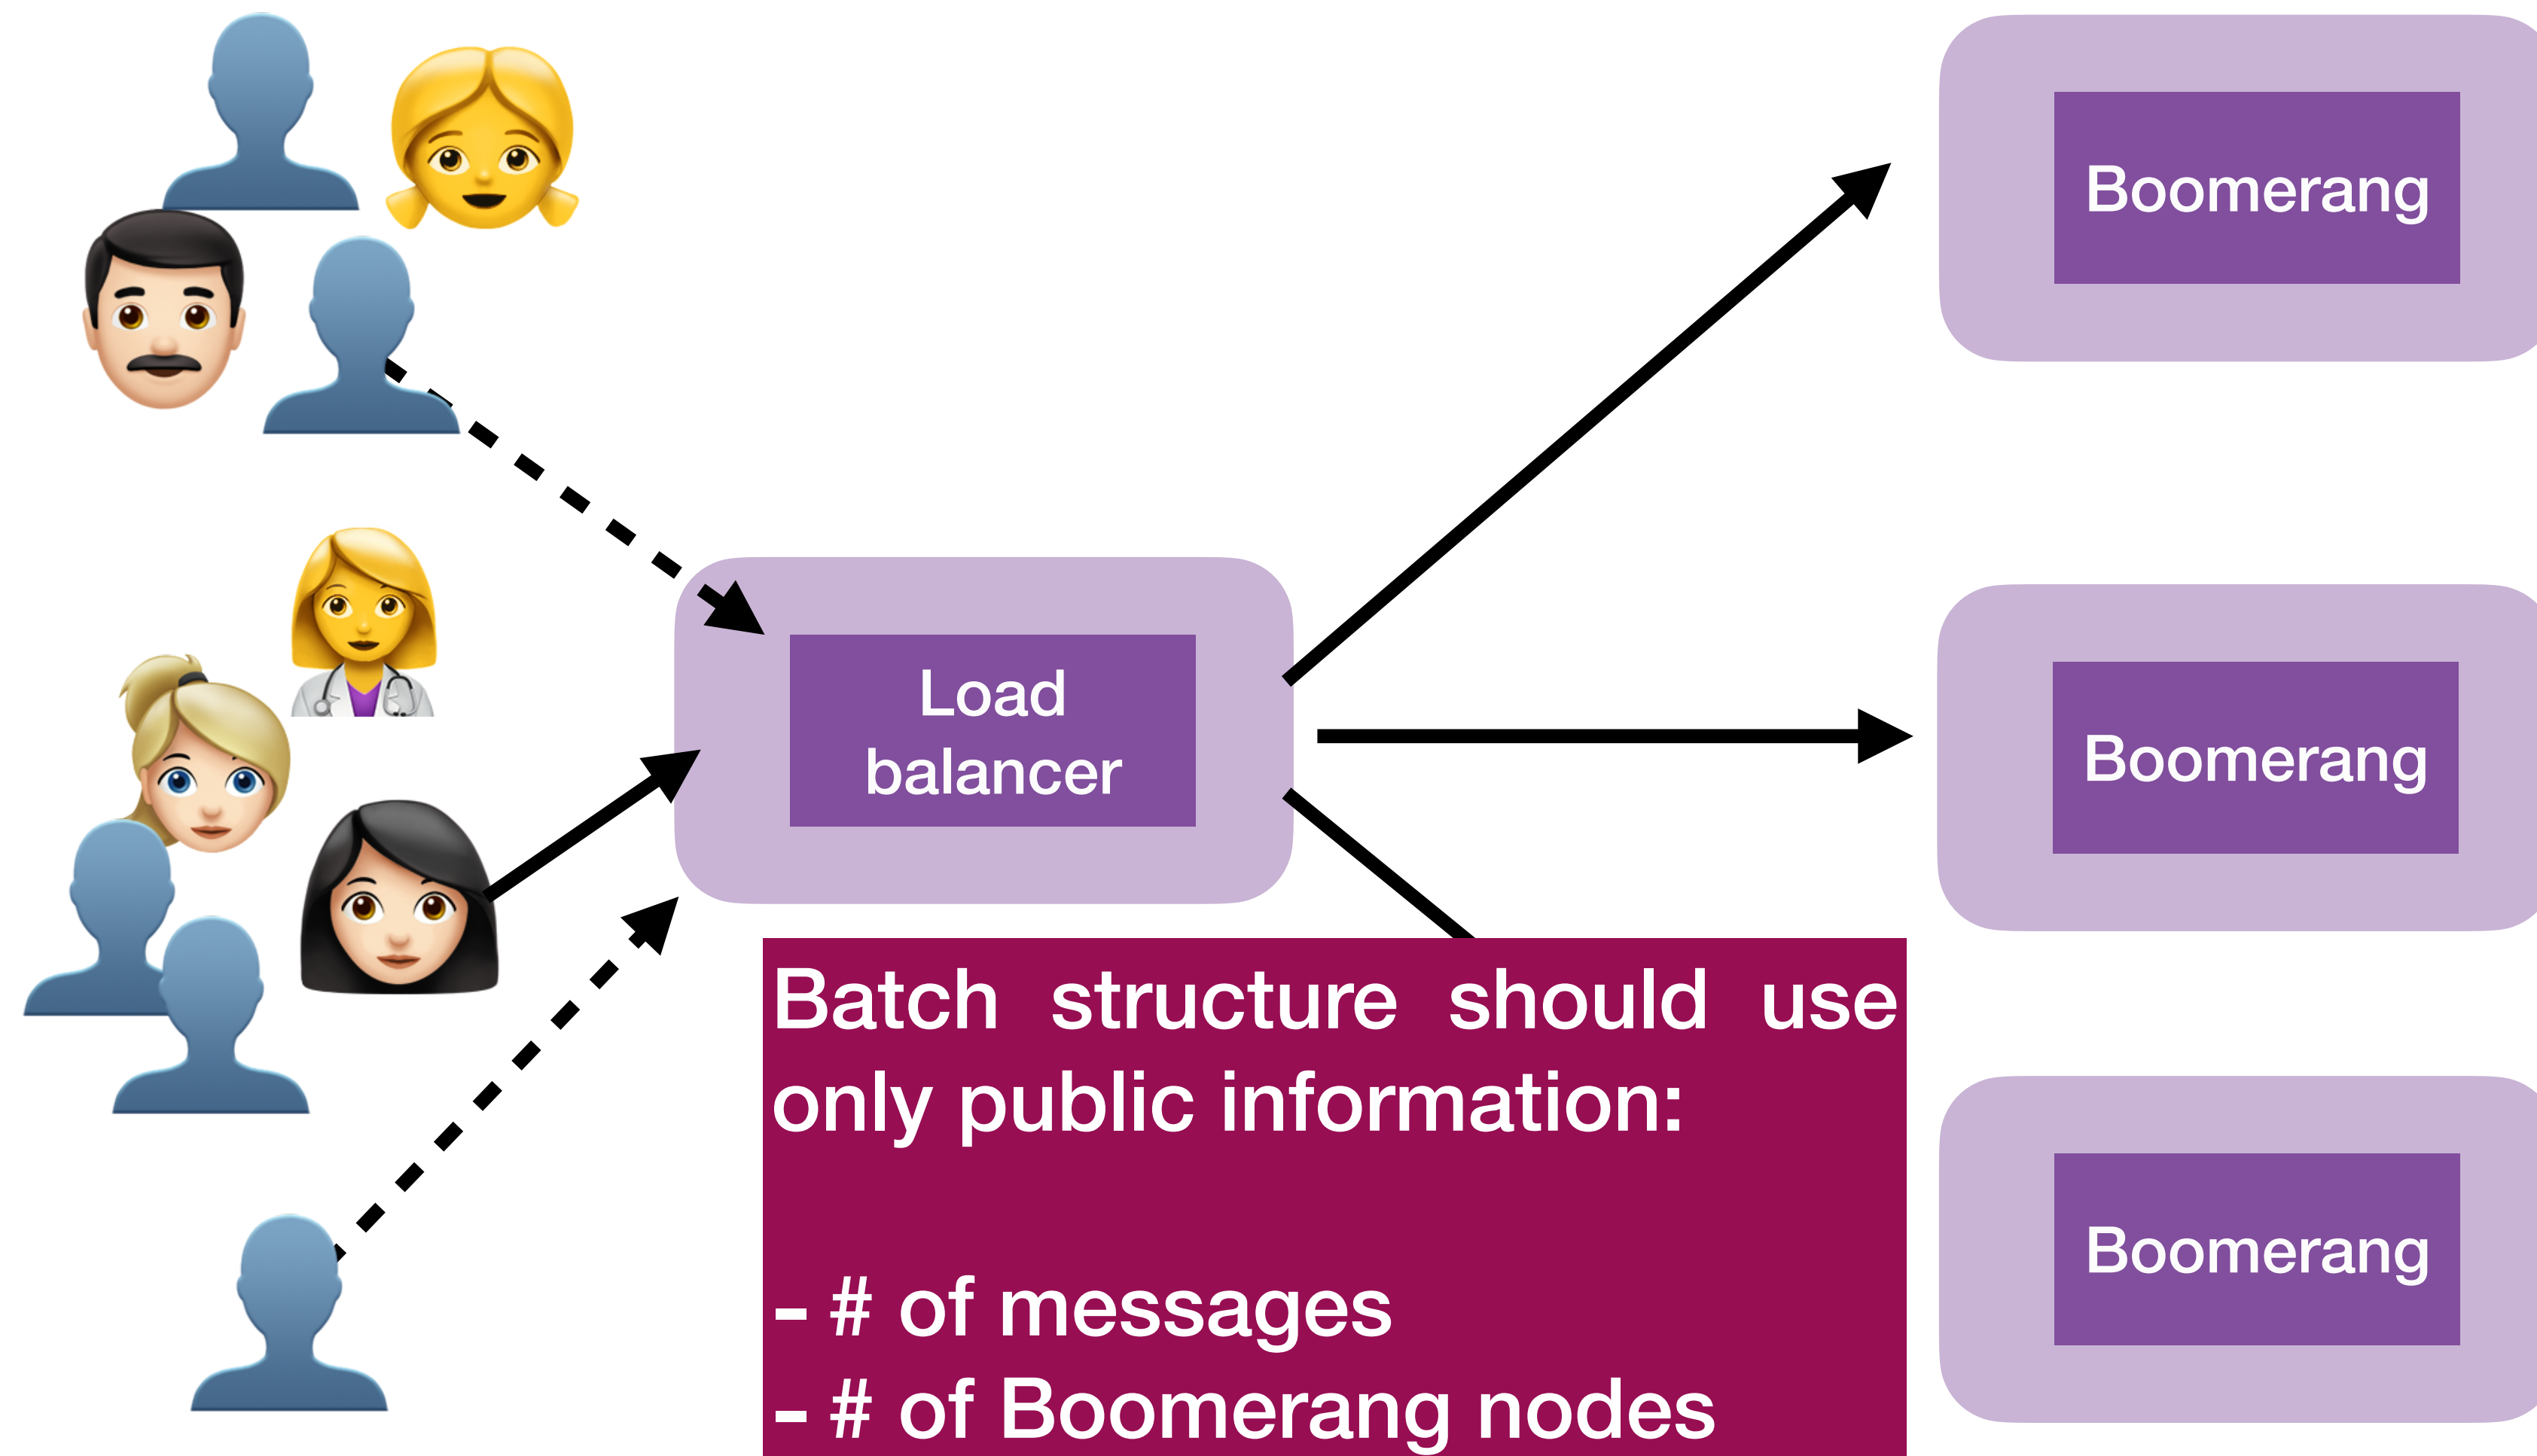 Boomerang
Load
balancer
Boomerang
Batch structure should use
only public information:
- # of messages
- # of Boomerang nodes
Boomerang